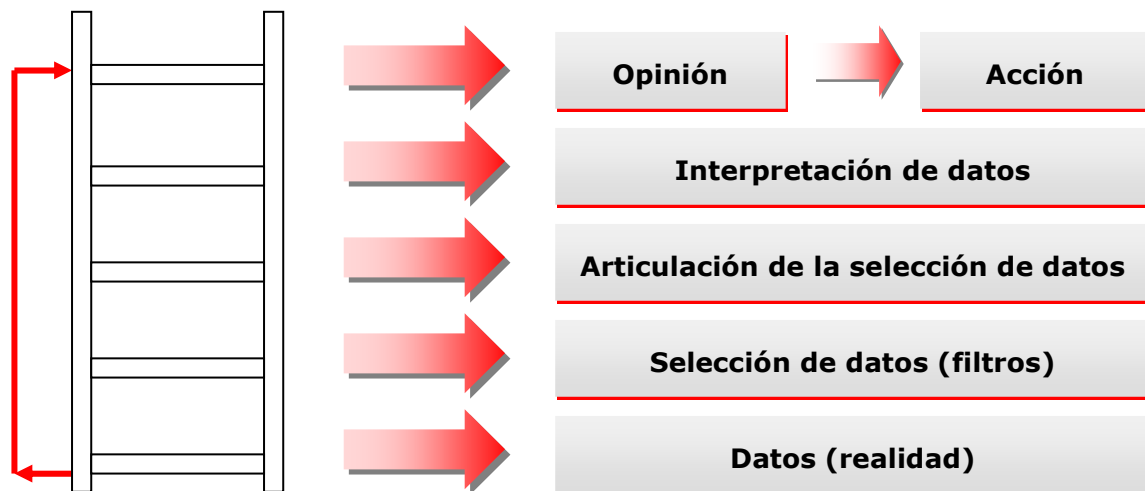 Opinión
Acción
Interpretación de datos
Articulación de la selección de datos
Selección de datos (filtros)
Datos (realidad)